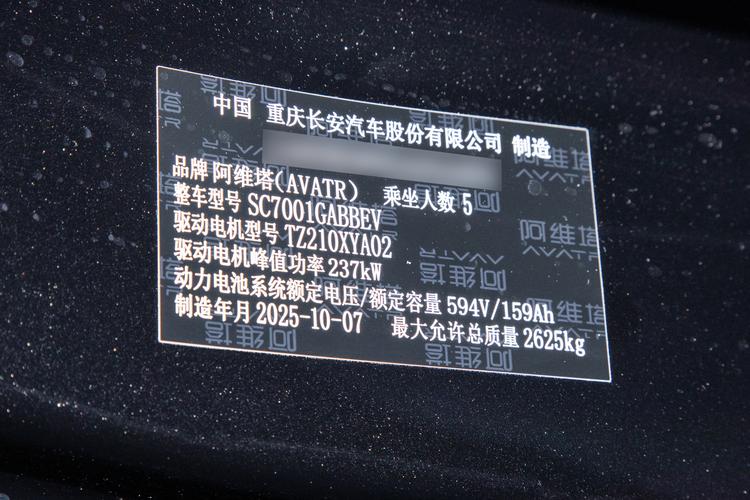 中国 重庆长安汽车股份有限公司 制造
品牌 阿维塔(AVATR) 乘坐人数 5
整车型号 SC7001GABBEV
驱动电机型号 TZ210XYA02
驱动电机峰值功率 237kW
动力电池系统额定电压/额定容量 594V/159Ah
制造年月 2025-10-07 最大允许总质量 2625kg